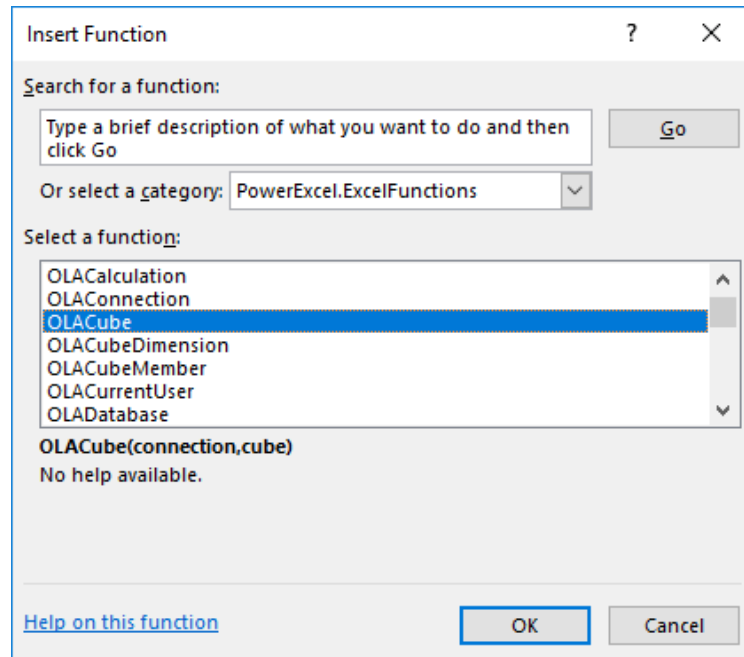 Insert Function
? ×
Search for a function:
Type a brief description of what you want to do and then
click Go
Go
Or select a category: PowerExcel.ExcelFunctions
Select a function:
OLACalculation
OLAConnection
OLACube
OLACubeDimension
OLACubeMember
OLACurrentUser
OLADatabase
OLACube(connection,cube)
No help available.
Help on this function
OK
Cancel